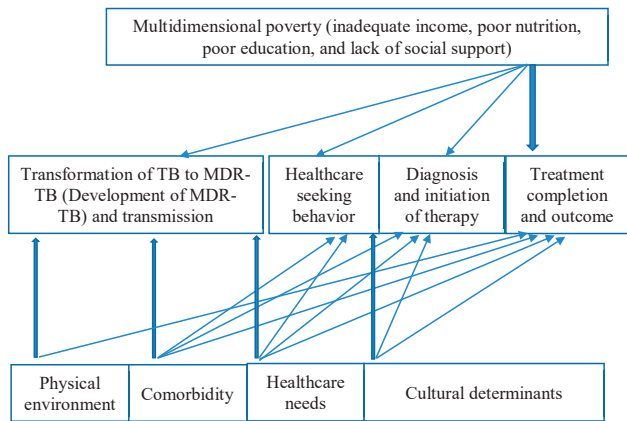 Multidimensional poverty (inadequate income, poor nutrition,
poor education, and lack of social support)
Transformation of TB to MDR-
TB (Development of MDR-
TB) and transmission
Healthcare
seeking
behavior
Diagnosis
and initiation
of therapy
Treatment
completion
and outcome
Physical
environment
Comorbidity
Healthcare
needs
Cultural determinants